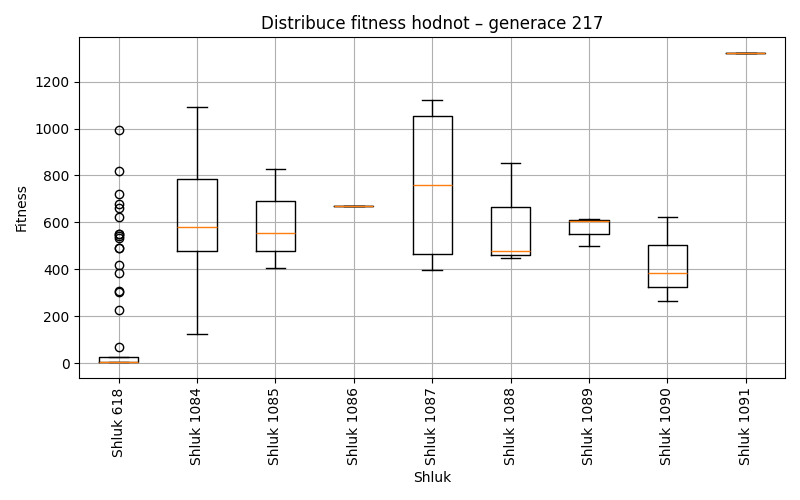 Distribuce fitness hodnot – generace 217
Fitness
1200
1000
800
600
400
200
0
Shluk 618
Shluk 1084
Shluk 1085
Shluk 1086
Shluk 1087
Shluk 1088
Shluk 1089
Shluk 1090
Shluk 1091
Shluk